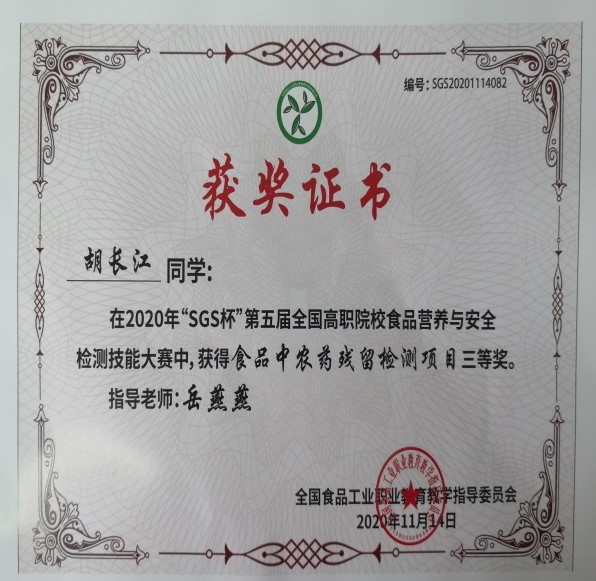 编号：SGS20201114082
获奖证书
胡长江 同学：
在2020年“SGS杯”第五届全国高职院校食品营养与安全
检测技能大赛中，获得食品中农药残留检测项目三等奖。
指导老师：岳燕燕
全国食品工业职业教育教学指导委员会
2020年11月14日